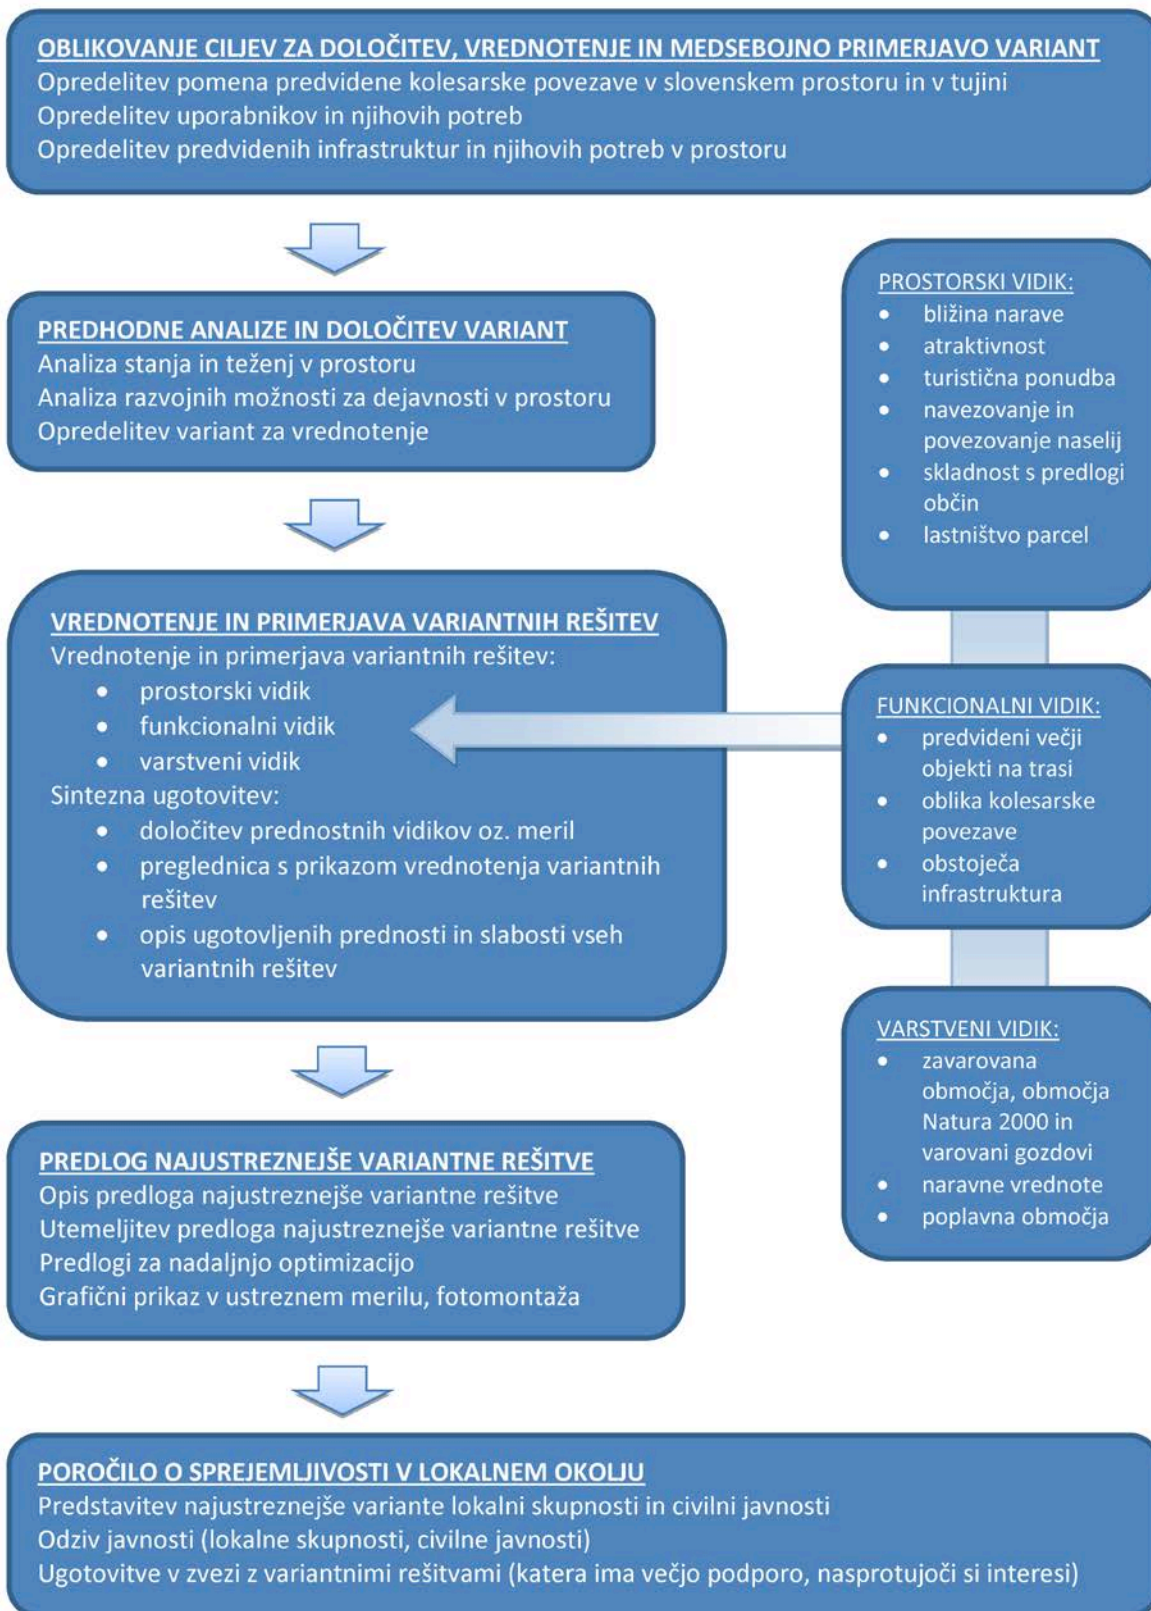 OBLIKOVANJE CILJEV ZA DOLOČITEV, VREDNOTENJE IN MEDSEBOJNO PRIMERJAVO VARIANT
Opredelitev pomena predvidene kolesarske povezave v slovenskem prostoru in v tujini
Opredelitev uporabnikov in njihovih potreb
Opredelitev predvidenih infrastruktur in njihovih potreb v prostoru
PREDHODNE ANALIZE IN DOLOČITEV VARIANT
Analiza stanja in teženj v prostoru
Analiza razvojnih možnosti za dejavnosti v prostoru
Opredelitev variant za vrednotenje
VREDNOTENJE IN PRIMERJAVA VARIANTNIH REŠITEV
Vrednotenje in primerjava variantnih rešitev:
• prostorski vidik
• funkcionalni vidik
• varstveni vidik
Sintezna ugotovitev:
• določitev prednostnih vidikov oz. meril
• preglednica s prikazom vrednotenja variantnih
rešitev
• opis ugotovljenih prednosti in slabosti vseh
variantnih rešitev
PROSTORSKI VIDIK:
• bližina narave
• atraktivnost
• turistična ponudba
• navezovanje in
povezovanje naselij
• skladnost s predlogi
občin
• lastništvo parcel
FUNKCIONALNI VIDIK:
• predvideni večji
objekti na trasi
• oblika kolesarske
povezave
• obstoječa
infrastruktura
VARSTVENI VIDIK:
• zavarovana
območja, območja
Natura 2000 in
varovani gozdovi
• naravne vrednote
• poplavna območja
PREDLOG NAJUSTREZNEJŠE VARIANTNE REŠITVE
Opis predloga najustreznejše variantne rešitve
Utemeljitev predloga najustreznejše variantne rešitve
Predlogi za nadaljnjo optimizacijo
Grafični prikaz v ustreznem merilu, fotomontaža
POROČILO O SPREJEMLJIVOSTI V LOKALNEM OKOLJU
Predstavitev najustreznejše variante lokalni skupnosti in civilni javnosti
Odziv javnosti (lokalne skupnosti, civilne javnosti)
Ugotovitve v zvezi z variantnimi rešitvami (katera ima večjo podporo, nasprotujoči si interesi)